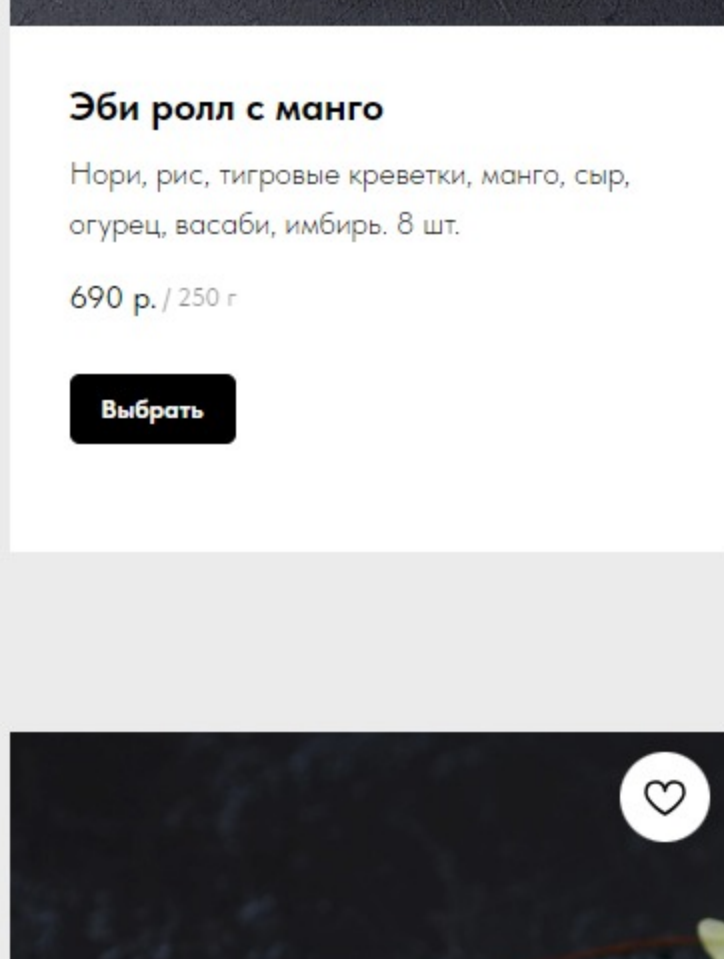 Эби ролл с манго
Нори, рис, тигровые креветки, манго, сыр,
огурец, васаби, имбирь. 8 шт.
690 р. / 250 г
Выбрать